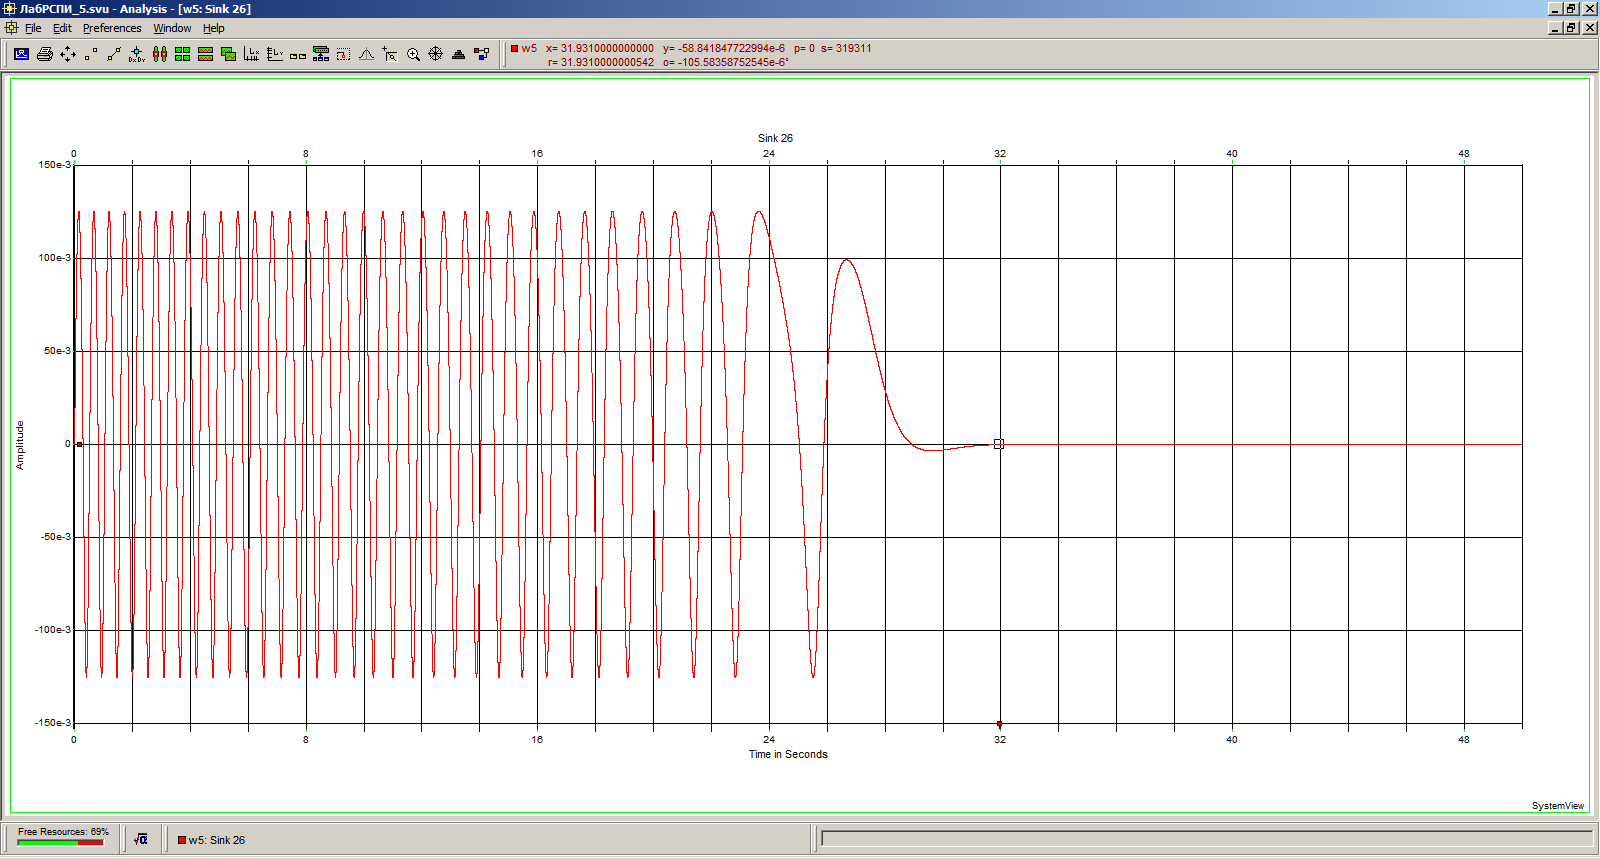 ЛабРСПИ_5.svu - Analysis - [w5: Sink 26]
File Edit Preferences Window Help
w5 x= 31.9310000000000 y= -58.841847722994e-6 p= 0 s= 319311
r= 31.9310000000542 o= -105.58358752545e-6°
Sink 26
0 8 16 24 32 40 48
150e-3
100e-3
50e-3
0
-50e-3
-100e-3
-150e-3
Amplitude
0 8 16 24 32 40 48
Time in Seconds
SystemView
Free Resources: 69%
w5: Sink 26